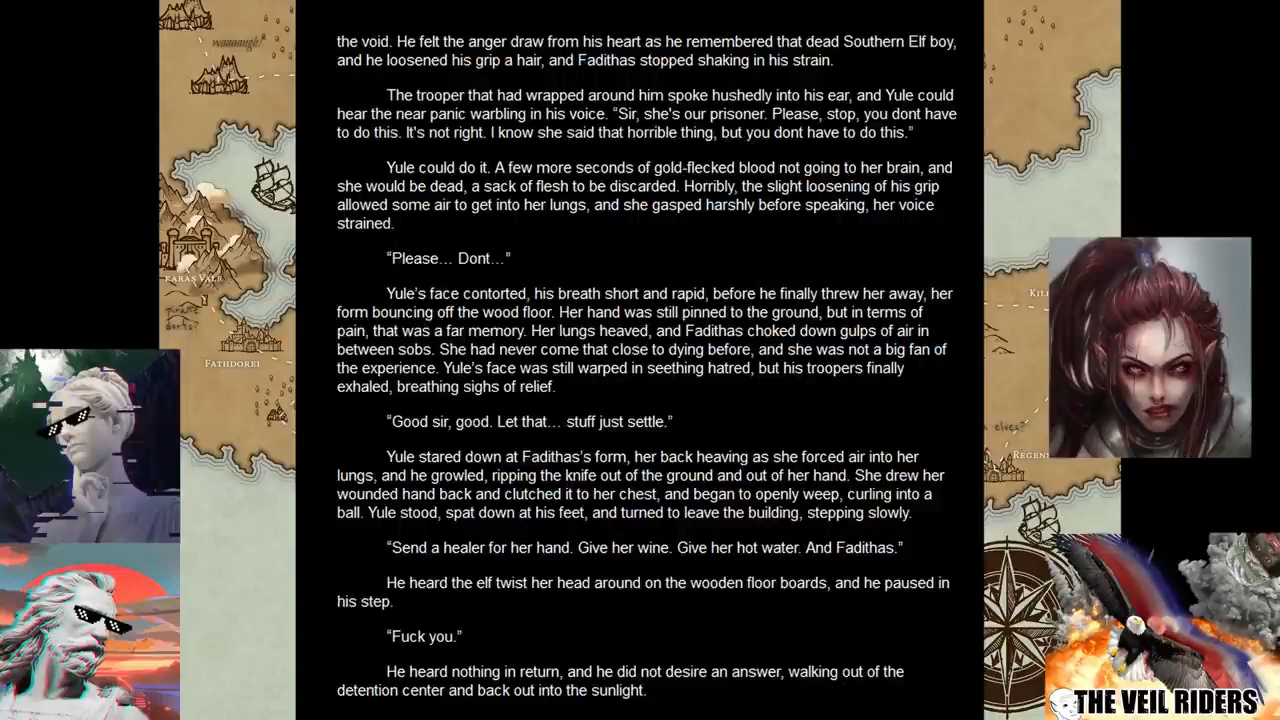 the void. He felt the anger draw from his heart as he remembered that dead Southern Elf boy,
and he loosened his grip a hair, and Fadithas stopped shaking in his strain.
The trooper that had wrapped around him spoke hushedly into his ear, and Yule could
hear the near panic warbling in his voice. “Sir, she's our prisoner. Please, stop, you dont have
to do this. It's not right. I know she said that horrible thing, but you dont have to do this.”
Yule could do it. A few more seconds of gold-flecked blood not going to her brain, and
she would be dead, a sack of flesh to be discarded. Horribly, the slight loosening of his grip
allowed some air to get into her lungs, and she gasped harshly before speaking, her voice
strained.
“Please… Dont…”
Yule’s face contorted, his breath short and rapid, before he finally threw her away, her
form bouncing off the wood floor. Her hand was still pinned to the ground, but in terms of
pain, that was a far memory. Her lungs heaved, and Fadithas choked down gulps of air in
between sobs. She had never come that close to dying before, and she was not a big fan of
the experience. Yule’s face was still warped in seething hatred, but his troopers finally
exhaled, breathing sighs of relief.
“Good sir, good. Let that… stuff just settle.”
Yule stared down at Fadithas’s form, her back heaving as she forced air into her
lungs, and he growled, ripping the knife out of the ground and out of her hand. She drew her
wounded hand back and clutched it to her chest, and began to openly weep, curling into a
ball. Yule stood, spat down at his feet, and turned to leave the building, stepping slowly.
“Send a healer for her hand. Give her wine. Give her hot water. And Fadithas.”
He heard the elf twist her head around on the wooden floor boards, and he paused in
his step.
“Fuck you.”
He heard nothing in return, and he did not desire an answer, walking out of the
detention center and back out into the sunlight.
waaaaagh!
KARAS VALE
pirate
dorfs?
FATHDOREI
KIL
elves?
REGENS
THE VEIL RIDERS